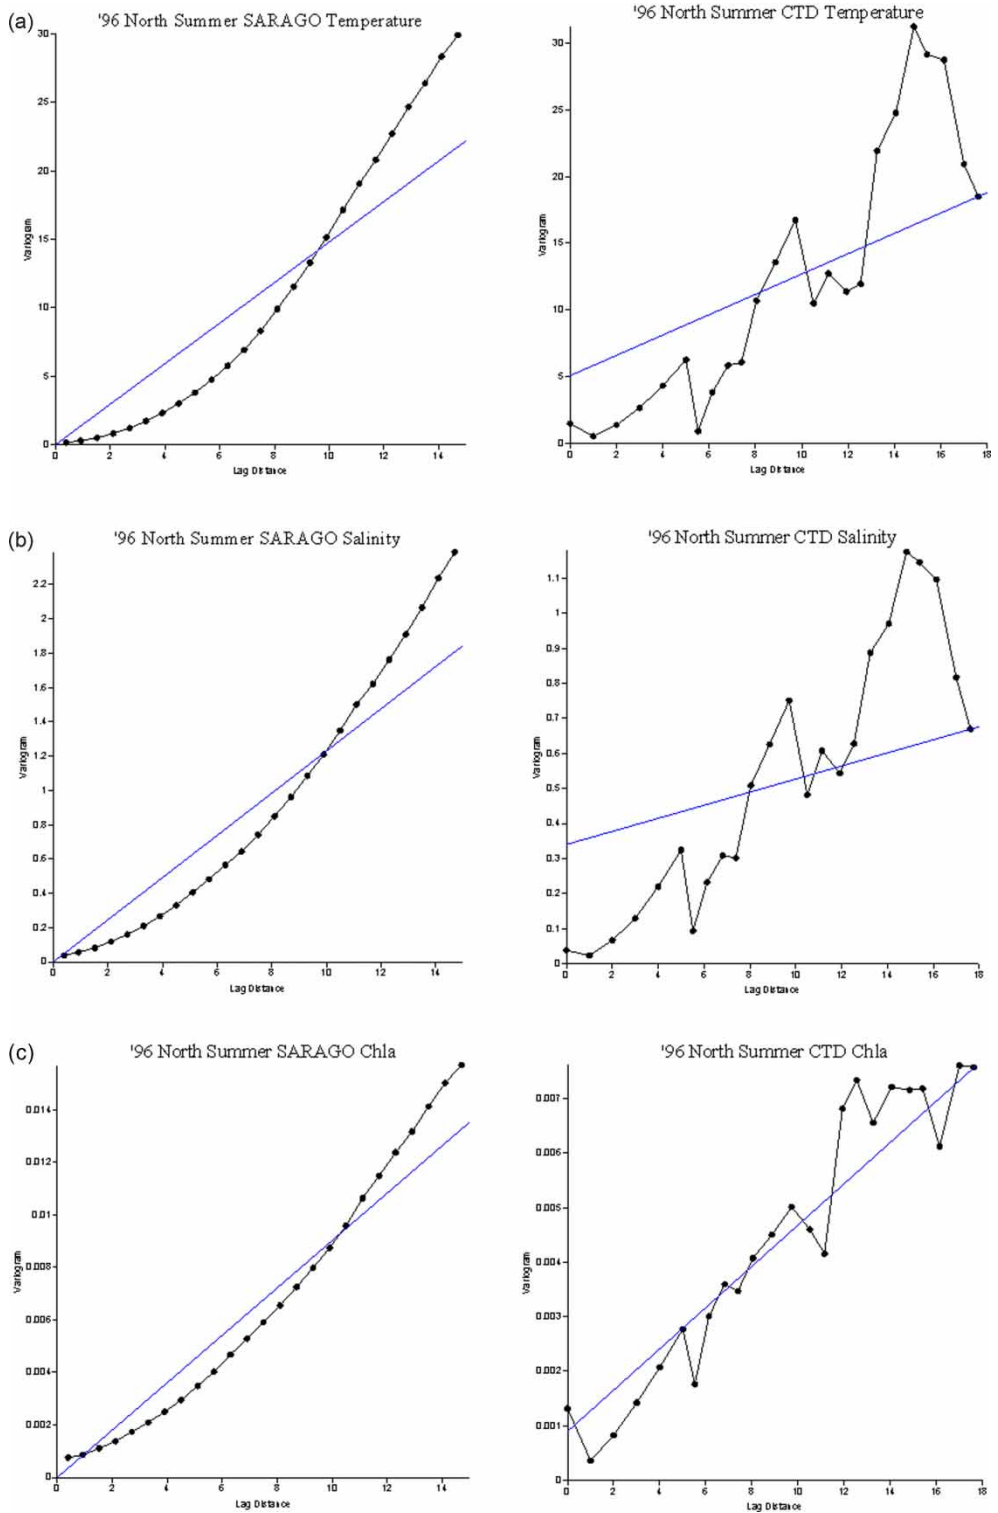 (a)
'96 North Summer SARAGO Temperature
30
25
20
15
10
5
0
Variogram
0 2 4 6 8 10 12 14
Lag Distance
'96 North Summer CTD Temperature
30
25
20
15
10
5
0
Variogram
0 2 4 6 8 10 12 14 16 18
Lag Distance
(b)
'96 North Summer SARAGO Salinity
2.2
2
1.8
1.6
1.4
1.2
1
0.8
0.6
0.4
0.2
0
Variogram
0 2 4 6 8 10 12 14
Lag Distance
'96 North Summer CTD Salinity
1.1
1
0.9
0.8
0.7
0.6
0.5
0.4
0.3
0.2
0.1
0
Variogram
0 2 4 6 8 10 12 14 16 18
Lag Distance
(c)
'96 North Summer SARAGO Chla
0.014
0.012
0.01
0.008
0.006
0.004
0.002
0
Variogram
0 2 4 6 8 10 12 14
Lag Distance
'96 North Summer CTD Chla
0.007
0.006
0.005
0.004
0.003
0.002
0.001
0
Variogram
0 2 4 6 8 10 12 14 16 18
Lag Distance